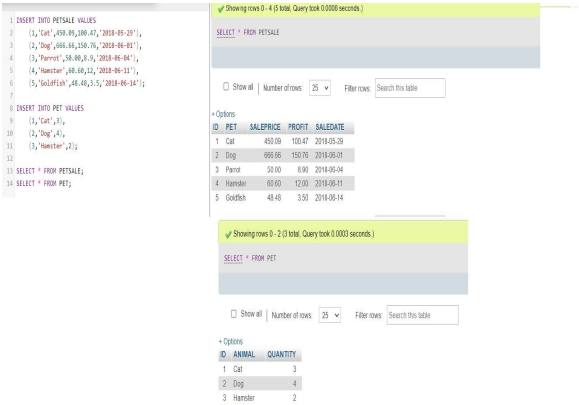 1 INSERT INTO PETSALE VALUES
2 (1,'Cat',450.09,100.47,'2018-05-29'),
3 (2,'Dog',666.66,150.76,'2018-06-01'),
4 (3,'Parrot',50.00,8.9,'2018-06-04'),
5 (4,'Hamster',60.60,12,'2018-06-11'),
6 (5,'Goldfish',48.48,3.5,'2018-06-14');
7
8 INSERT INTO PET VALUES
9 (1,'Cat',3),
10 (2,'Dog',4),
11 (3,'Hamster',2);
12
13 SELECT * FROM PETSALE;
14 SELECT * FROM PET;
Showing rows 0 - 4 (5 total, Query took 0.0008 seconds.)
SELECT * FROM PETSALE
Show all Number of rows: 25 Filter rows: Search this table
+ Options
ID PET SALEPRICE PROFIT SALEDATE
1 Cat 450.09 100.47 2018-05-29
2 Dog 666.66 150.76 2018-06-01
3 Parrot 50.00 8.90 2018-06-04
4 Hamster 60.60 12.00 2018-06-11
5 Goldfish 48.48 3.50 2018-06-14
Showing rows 0 - 2 (3 total, Query took 0.0003 seconds.)
SELECT * FROM PET
Show all Number of rows: 25 Filter rows: Search this table
+ Options
ID ANIMAL QUANTITY
1 Cat 3
2 Dog 4
3 Hamster 2